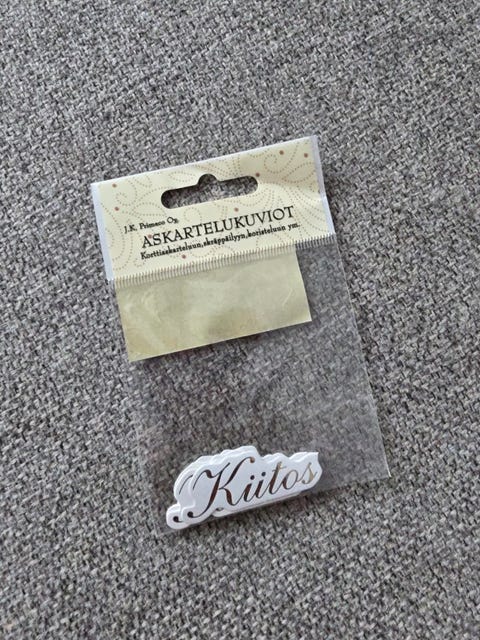 J.K. Primeco Oy.
ASKARTELUKUVIOT
Korttiaskarteluun,skräppäilyyn,koristeluun ym.
Kiitos